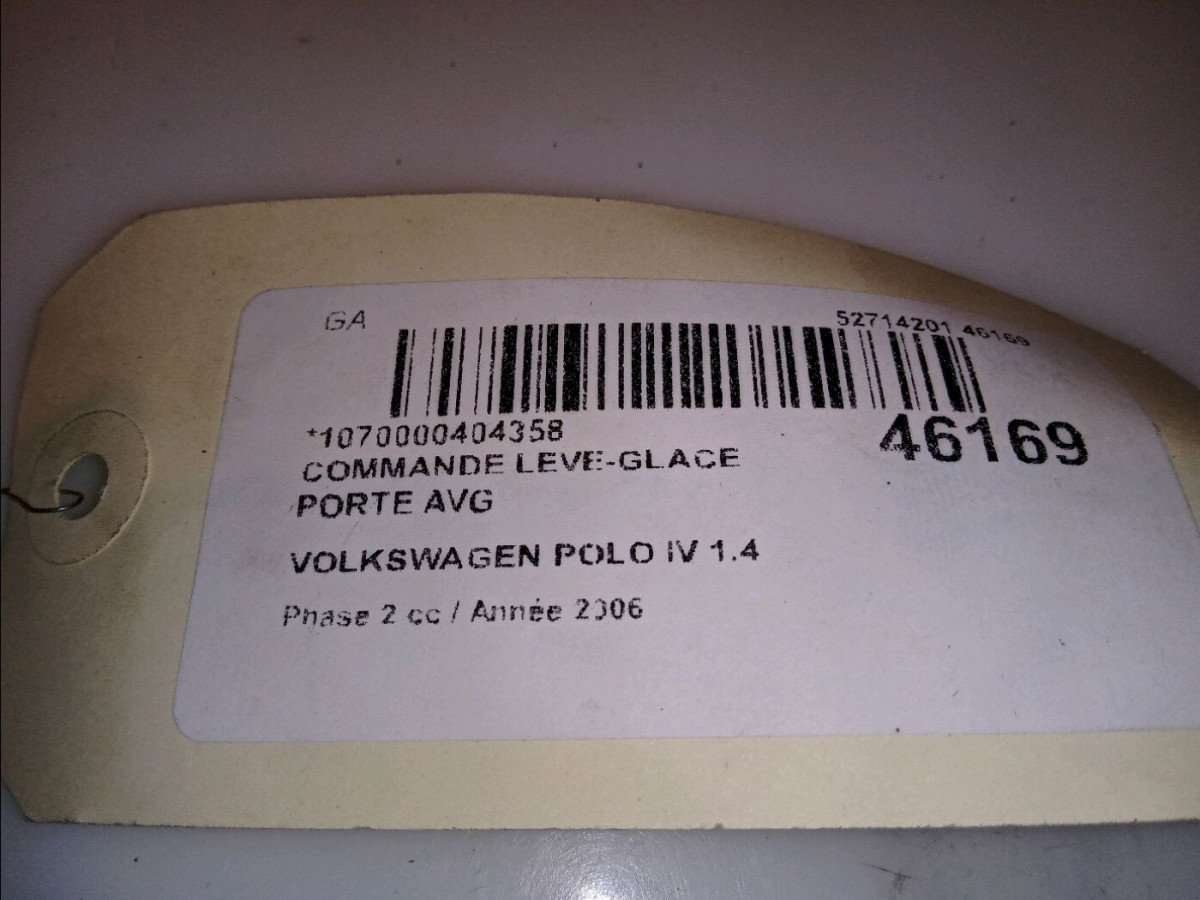 GA
52714201 46169
*1070000404358
46169
COMMANDE LEVE-GLACE
PORTE AVG
VOLKSWAGEN POLO IV 1.4
Phase 2 cc / Année 2006